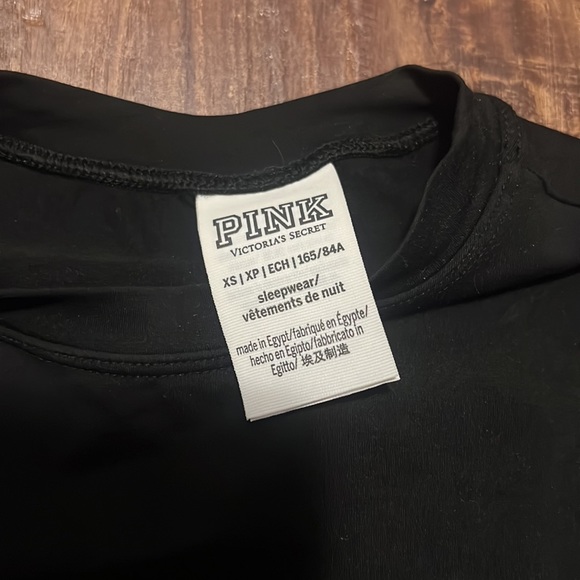 PINK
VICTORIA'S SECRET
XS | XP | ECH | 165/84A
sleepwear/
vêtements de nuit
made in Egypt/fabriqué en Égypte/
hecho en Egipto/fabbricato in
Egitto/ 埃及制造